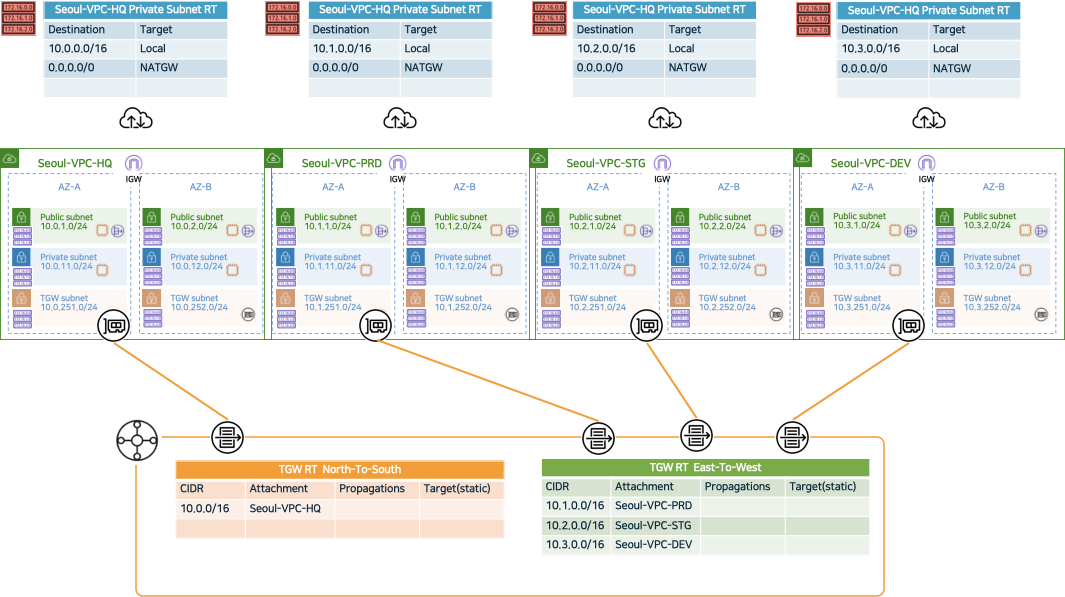 172.16.0.0
172.16.1.0
172.16.2.0
Seoul-VPC-HQ Private Subnet RT
Destination Target
10.0.0.0/16 Local
0.0.0.0/0 NATGW
172.16.0.0
172.16.1.0
172.16.2.0
Seoul-VPC-HQ Private Subnet RT
Destination Target
10.1.0.0/16 Local
0.0.0.0/0 NATGW
172.16.0.0
172.16.1.0
172.16.2.0
Seoul-VPC-HQ Private Subnet RT
Destination Target
10.2.0.0/16 Local
0.0.0.0/0 NATGW
172.16.0.0
172.16.1.0
172.16.2.0
Seoul-VPC-HQ Private Subnet RT
Destination Target
10.3.0.0/16 Local
0.0.0.0/0 NATGW
Seoul-VPC-HQ
IGW
AZ-A
Public subnet
10.0.1.0/24
Private subnet
10.0.11.0/24
TGW subnet
10.0.251.0/24
AZ-B
Public subnet
10.0.2.0/24
Private subnet
10.0.12.0/24
TGW subnet
10.0.252.0/24
Seoul-VPC-PRD
IGW
AZ-A
Public subnet
10.1.1.0/24
Private subnet
10.1.11.0/24
TGW subnet
10.1.251.0/24
AZ-B
Public subnet
10.1.2.0/24
Private subnet
10.1.12.0/24
TGW subnet
10.1.252.0/24
Seoul-VPC-STG
IGW
AZ-A
Public subnet
10.2.1.0/24
Private subnet
10.2.11.0/24
TGW subnet
10.2.251.0/24
AZ-B
Public subnet
10.2.2.0/24
Private subnet
10.2.12.0/24
TGW subnet
10.2.252.0/24
Seoul-VPC-DEV
IGW
AZ-A
Public subnet
10.3.1.0/24
Private subnet
10.3.11.0/24
TGW subnet
10.3.251.0/24
AZ-B
Public subnet
10.3.2.0/24
Private subnet
10.3.12.0/24
TGW subnet
10.3.252.0/24
TGW RT North-To-South
CIDR Attachment Propagations Target(static)
10.0.0/16 Seoul-VPC-HQ
TGW RT East-To-West
CIDR Attachment Propagations Target(static)
10.1.0.0/16 Seoul-VPC-PRD
10.2.0.0/16 Seoul-VPC-STG
10.3.0.0/16 Seoul-VPC-DEV